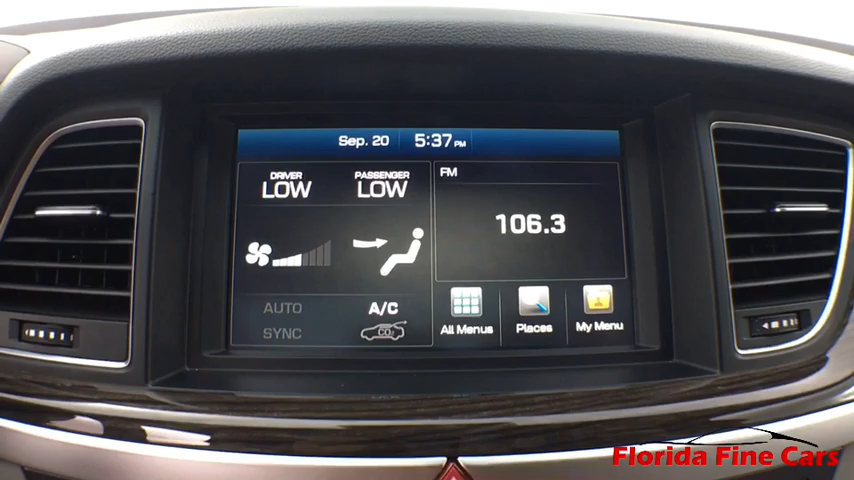 Sep. 20 5:37 PM
DRIVER PASSENGER
LOW LOW
FM
106.3
AUTO A/C
SYNC CO2
All Menus Places My Menu
Florida Fine Cars